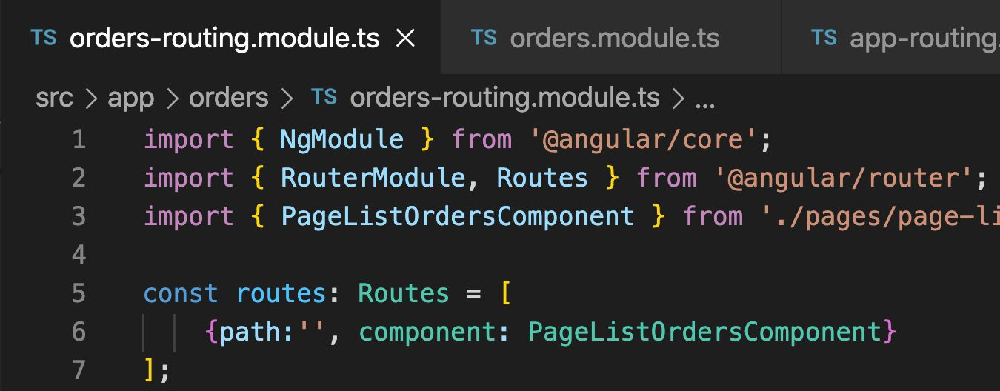 TS orders-routing.module.ts × TS orders.module.ts TS app-routing.
src > app > orders > TS orders-routing.module.ts > ...
1 import { NgModule } from '@angular/core';
2 import { RouterModule, Routes } from '@angular/router';
3 import { PageListOrdersComponent } from './pages/page-li
4
5 const routes: Routes = [
6 {path:'', component: PageListOrdersComponent}
7 ];